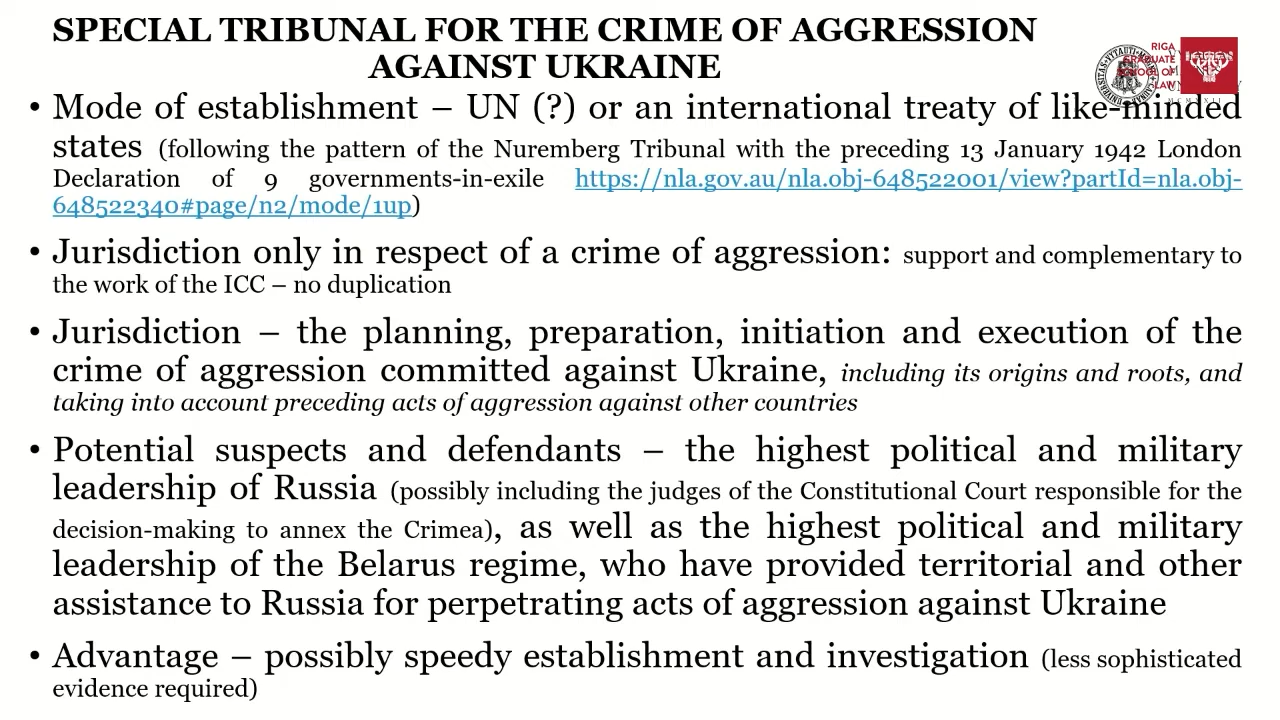 SPECIAL TRIBUNAL FOR THE CRIME OF AGGRESSION
AGAINST UKRAINE
RIGA
GRADUATE
SCHOOL OF
LAW
• Mode of establishment – UN (?) or an international treaty of like-minded
states (following the pattern of the Nuremberg Tribunal with the preceding 13 January 1942 London
Declaration of 9 governments-in-exile https://nla.gov.au/nla.obj-648522001/view?partId=nla.obj-
648522340#page/n2/mode/1up)
• Jurisdiction only in respect of a crime of aggression: support and complementary to
the work of the ICC – no duplication
• Jurisdiction – the planning, preparation, initiation and execution of the
crime of aggression committed against Ukraine, including its origins and roots, and
taking into account preceding acts of aggression against other countries
• Potential suspects and defendants – the highest political and military
leadership of Russia (possibly including the judges of the Constitutional Court responsible for the
decision-making to annex the Crimea), as well as the highest political and military
leadership of the Belarus regime, who have provided territorial and other
assistance to Russia for perpetrating acts of aggression against Ukraine
• Advantage – possibly speedy establishment and investigation (less sophisticated
evidence required)